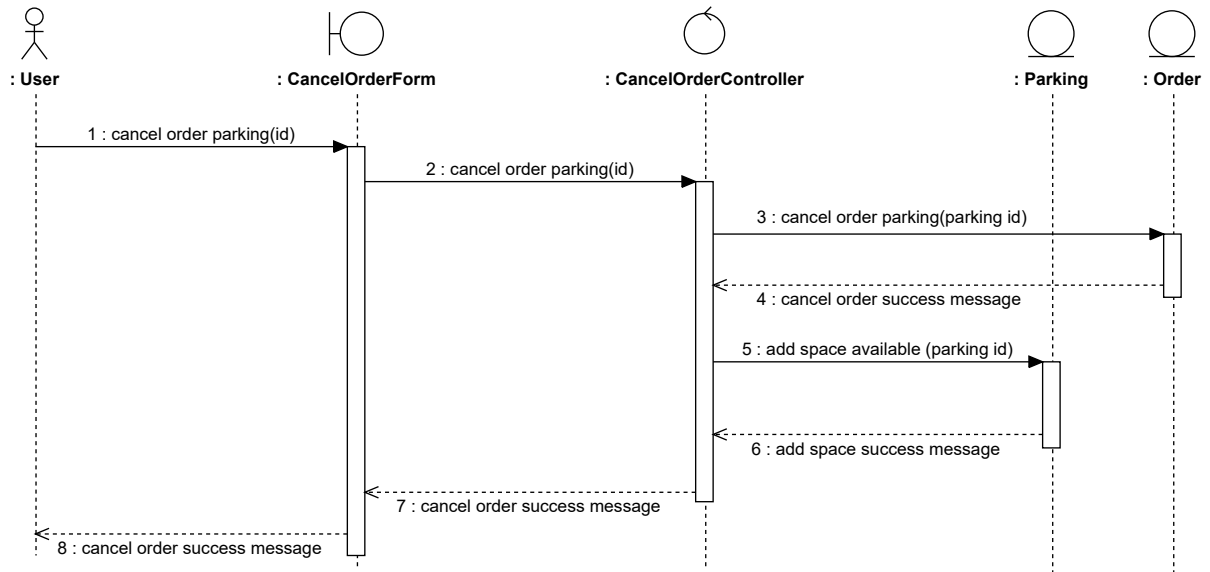 : User
: CancelOrderForm
: CancelOrderController
: Parking
: Order
1 : cancel order parking(id)
2 : cancel order parking(id)
3 : cancel order parking(parking id)
4 : cancel order success message
5 : add space available (parking id)
6 : add space success message
7 : cancel order success message
8 : cancel order success message